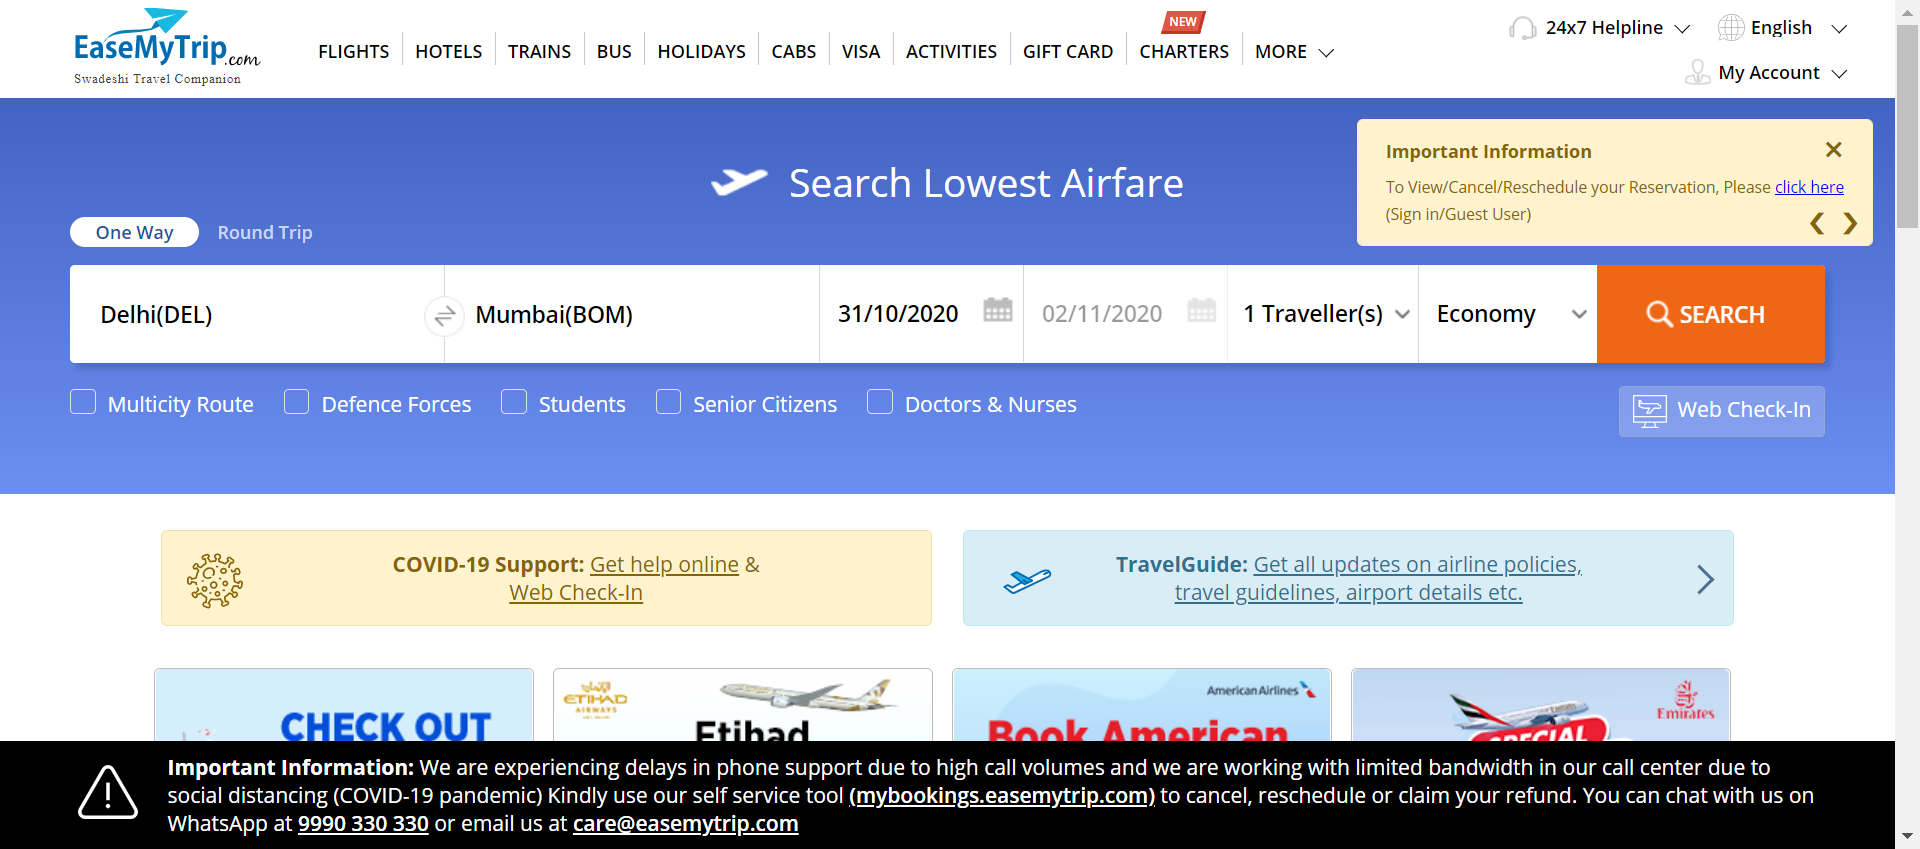 EaseMyTrip.com
Swadeshi Travel Companion
FLIGHTS
HOTELS
TRAINS
BUS
HOLIDAYS
CABS
VISA
ACTIVITIES
GIFT CARD
NEW
CHARTERS
MORE
24x7 Helpline
English
My Account
Search Lowest Airfare
Important Information
To View/Cancel/Reschedule your Reservation, Please click here
(Sign in/Guest User)
One Way
Round Trip
Delhi(DEL)
Mumbai(BOM)
31/10/2020
02/11/2020
1 Traveller(s)
Economy
SEARCH
Multicity Route
Defence Forces
Students
Senior Citizens
Doctors & Nurses
Web Check-In
COVID-19 Support: Get help online &
Web Check-In
TravelGuide: Get all updates on airline policies,
travel guidelines, airport details etc.
CHECK OUT
ETIHAD
AIRWAYS
Etihad
American Airlines
Book American
Emirates
SPECIAL
Important Information: We are experiencing delays in phone support due to high call volumes and we are working with limited bandwidth in our call center due to
social distancing (COVID-19 pandemic) Kindly use our self service tool (mybookings.easemytrip.com) to cancel, reschedule or claim your refund. You can chat with us on
WhatsApp at 9990 330 330 or email us at care@easemytrip.com